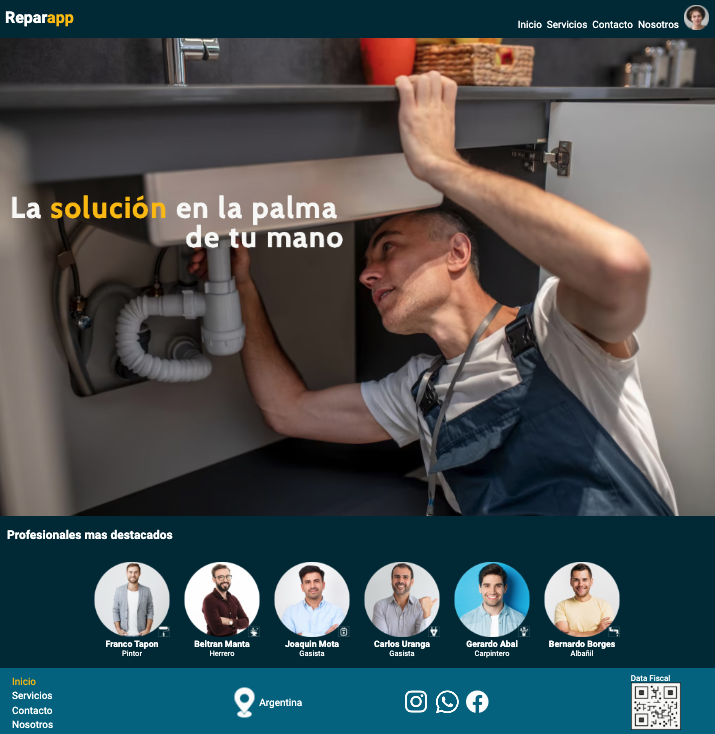 Reparapp
Inicio Servicios Contacto Nosotros
La solución en la palma
de tu mano
Profesionales mas destacados
Franco Tapon
Pintor
Beltran Manta
Herrero
Joaquin Mota
Gasista
Carlos Uranga
Gasista
Gerardo Abal
Carpintero
Bernardo Borges
Albañil
Inicio
Servicios
Contacto
Nosotros
Argentina
Data Fiscal